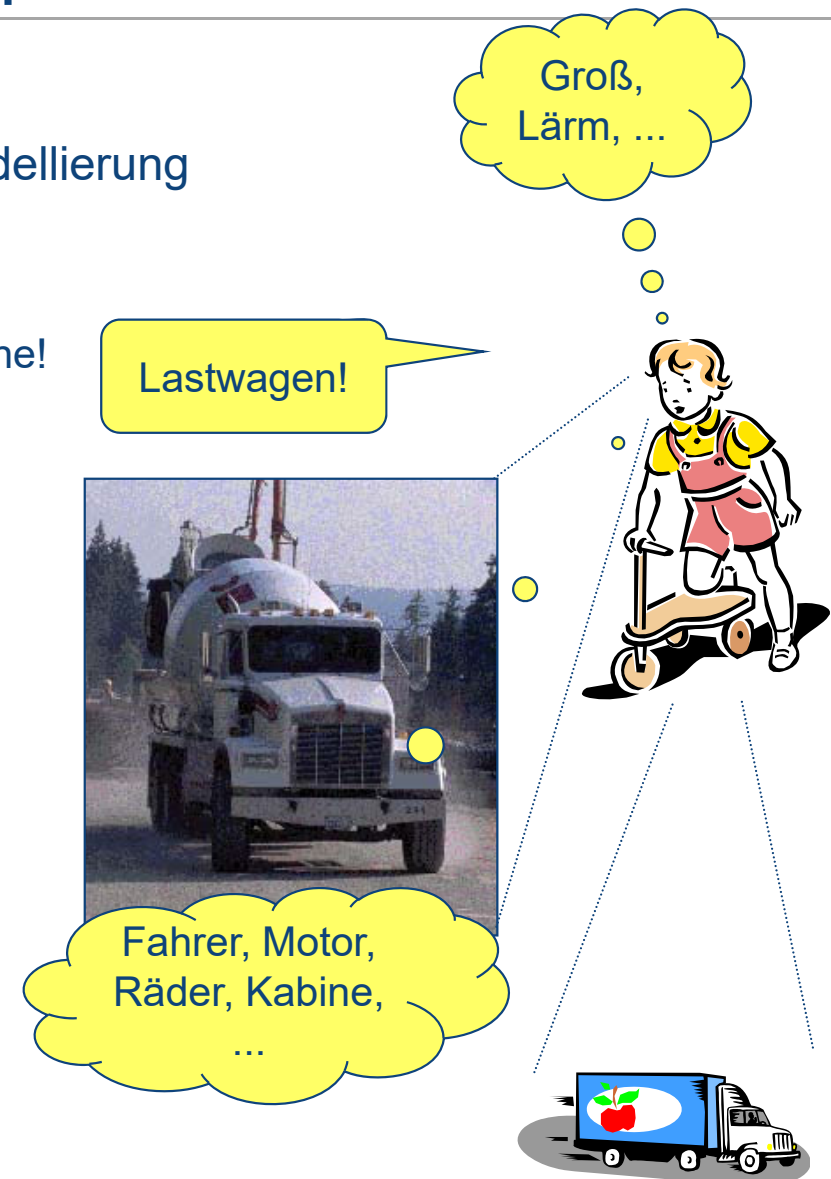 Groß,
Lärm, ...
dellierung
ne!
Lastwagen!
Fahrer, Motor,
Räder, Kabine,
...